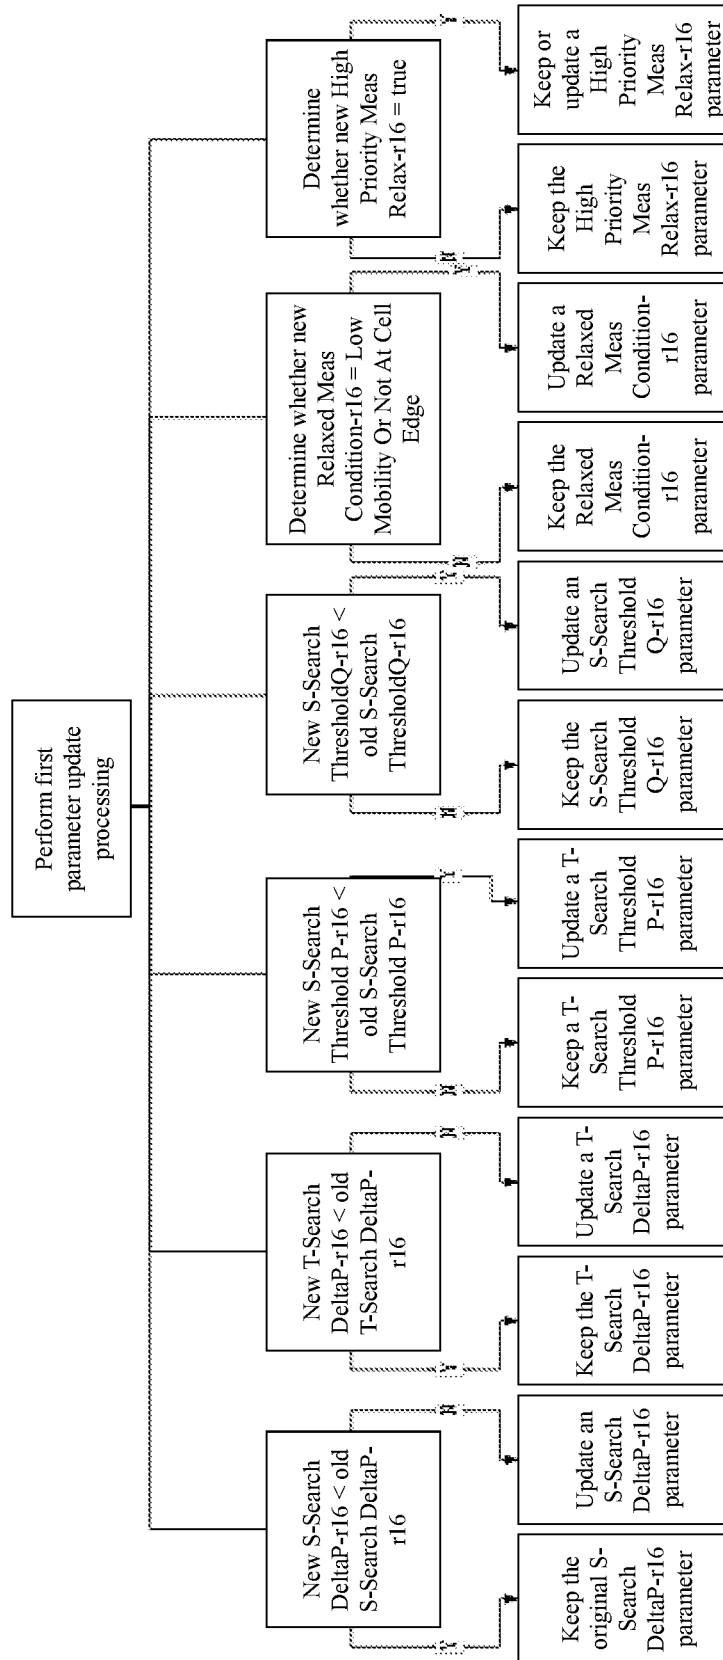 Perform first
parameter update
processing
New S-Search
DeltaP-r16 < old
S-Search DeltaP-
r16
New T-Search
DeltaP-r16 < old
T-Search DeltaP-
r16
New S-Search
Threshold P-r16 <
old S-Search
Threshold P-r16
New S-Search
ThresholdQ-r16 <
old S-Search
ThresholdQ-r16
Determine whether new
Relaxed Meas
Condition-r16 = Low
Mobility Or Not At Cell
Edge
Determine
whether new High
Priority Meas
Relax-r16 = true
Y
N
Y
N
N
Y
N
Y
N
Y
N
Y
Keep the
original S-
Search
DeltaP-r16
parameter
Update an
S-Search
DeltaP-r16
parameter
Keep the T-
Search
DeltaP-r16
parameter
Update a T-
Search
DeltaP-r16
parameter
Keep a T-
Search
Threshold
P-r16
parameter
Update a T-
Search
Threshold
P-r16
parameter
Keep the
S-Search
Threshold
Q-r16
parameter
Update an
S-Search
Threshold
Q-r16
parameter
Keep the
Relaxed
Meas
Condition-
r16
parameter
Update a
Relaxed
Meas
Condition-
r16
parameter
Keep the
High
Priority
Meas
Relax-r16
parameter
Keep or
update a
High
Priority
Meas
Relax-r16
parameter